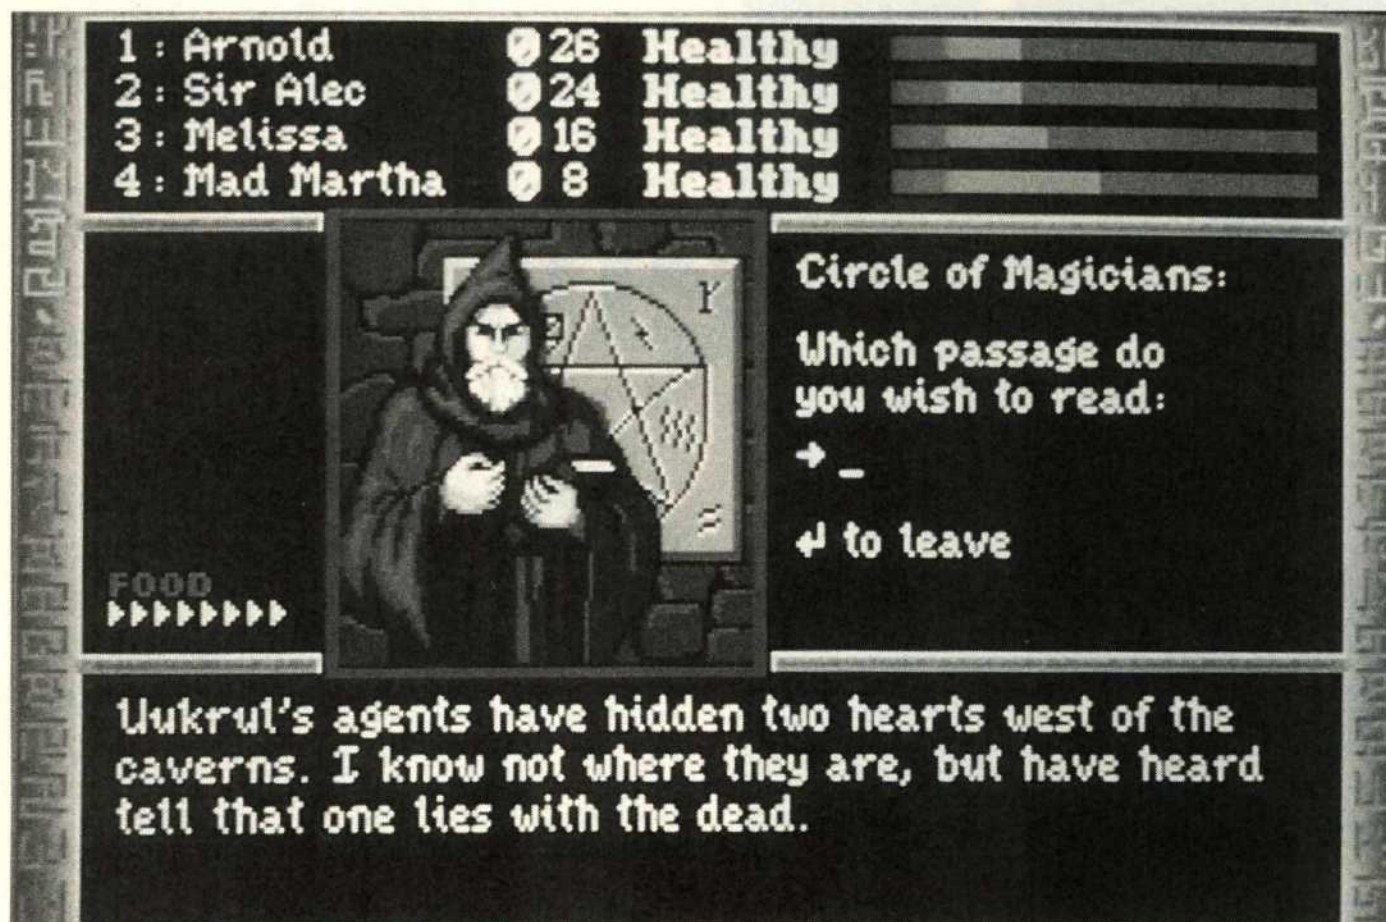 1 : Arnold 26 Healthy
2 : Sir Alec 24 Healthy
3 : Melissa 16 Healthy
4 : Mad Martha 8 Healthy
Circle of Magicians:
Which passage do
you wish to read:
→ _
↵ to leave
FOOD
Uukrul's agents have hidden two hearts west of the
caverns. I know not where they are, but have heard
tell that one lies with the dead.